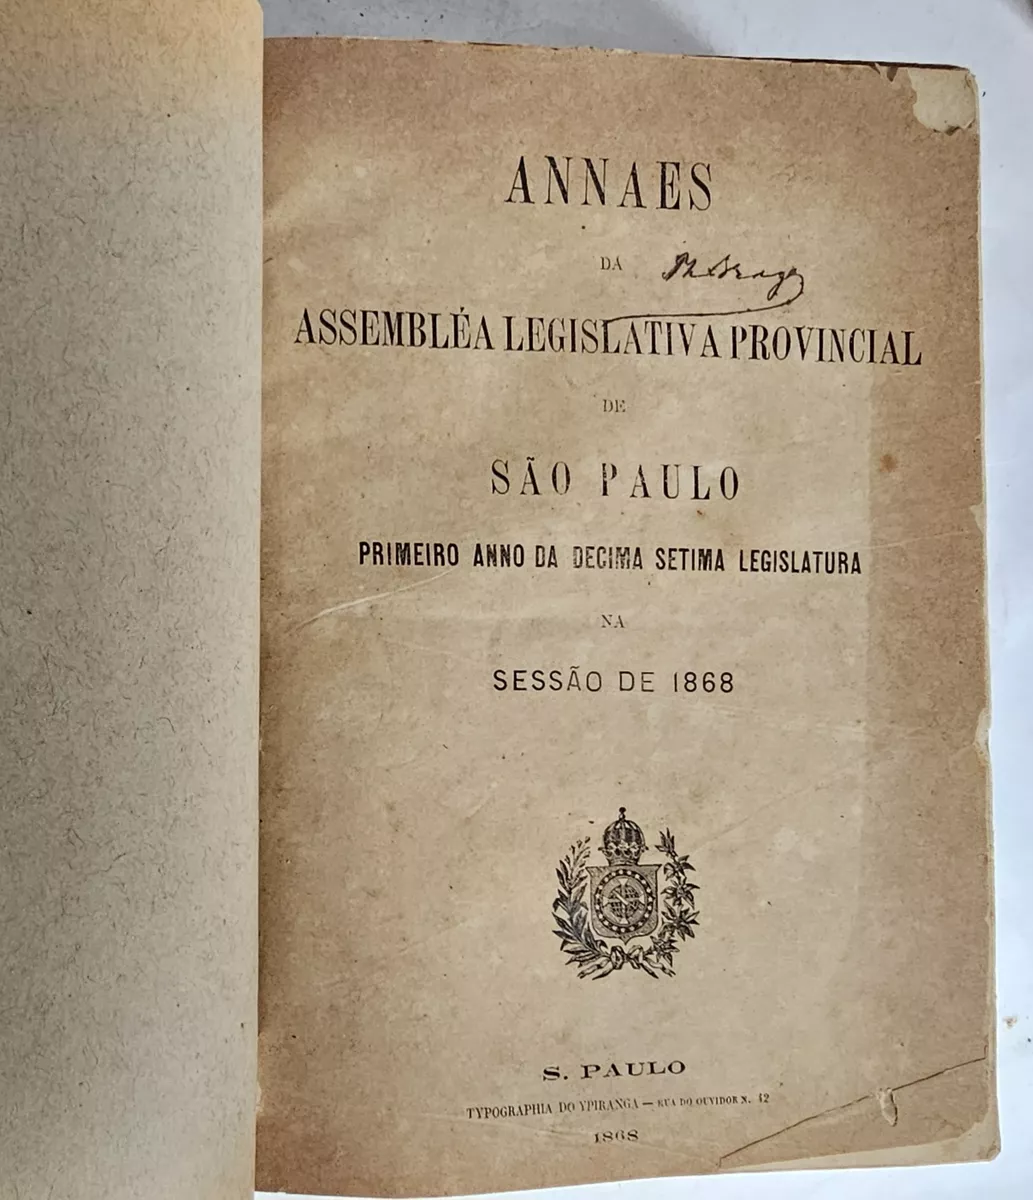 ANNAES
DA
ASSEMBLÉA LEGISLATIVA PROVINCIAL
DE
SÃO PAULO
PRIMEIRO ANNO DA DECIMA SETIMA LEGISLATURA
NA
SESSÃO DE 1868
S. PAULO
TYPOGRAPHIA DO YPIRANGA — RUA DO OUVIDOR N. 42
1868